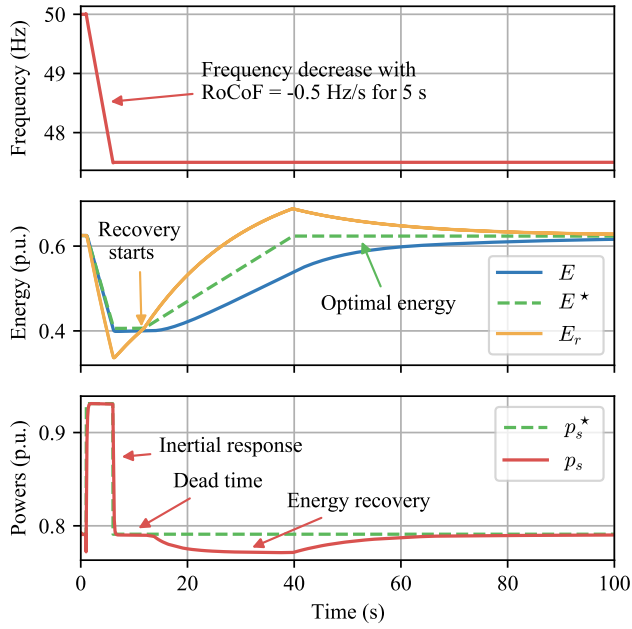 50
49
48
Frequency (Hz)
Frequency decrease with
RoCoF = -0.5 Hz/s for 5 s
0.6
0.4
Energy (p.u.)
Recovery
starts
Optimal energy
E
E⋆
E_r
0.9
0.8
Powers (p.u.)
Inertial response
Dead time
Energy recovery
p_s⋆
p_s
0 20 40 60 80 100
Time (s)